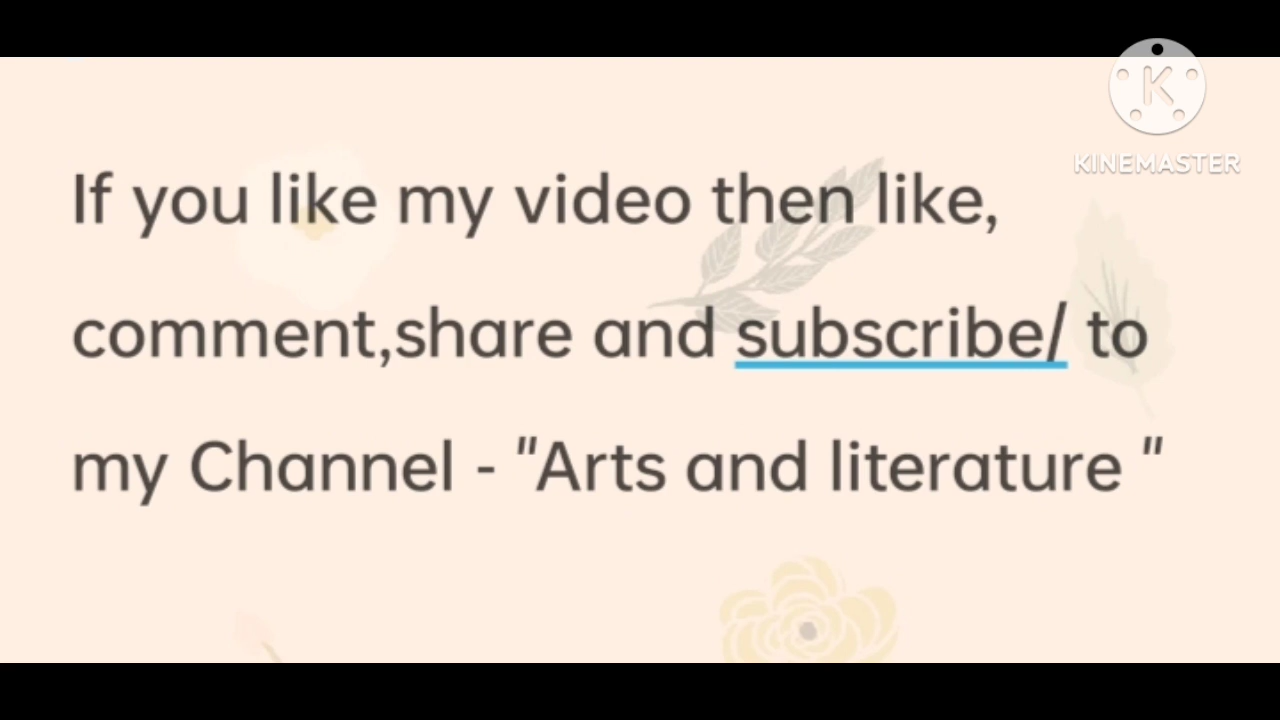 K
KINEMASTER
If you like my video then like,
comment,share and subscribe/ to
my Channel - "Arts and literature "